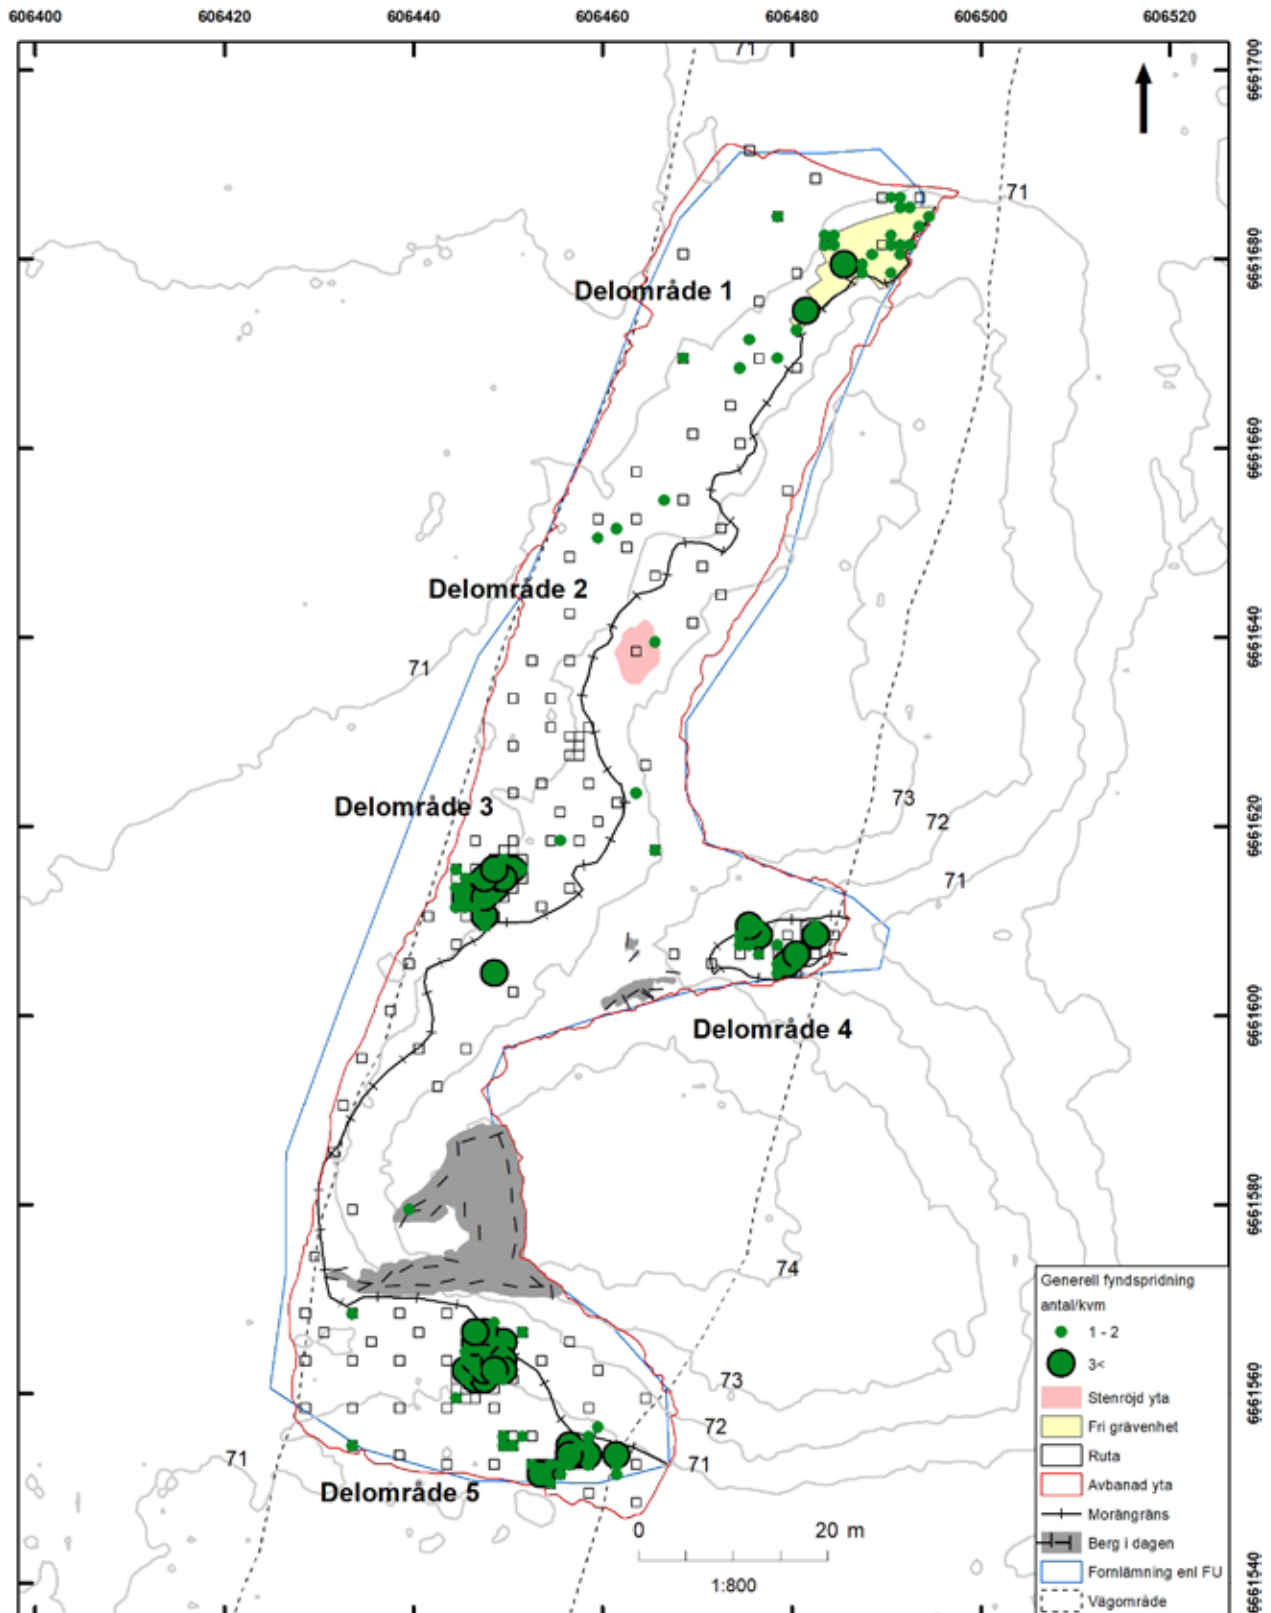 606400 606420 606440 606460 606480 606500 606520
71
6661700
71
6661680
Delområde 1
6661660
Delområde 2
6661640
71
73
Delområde 3
72
6661620
71
Delområde 4
6661600
6661580
74
73
6661560
72
71
71
Delområde 5
0 20 m
1:800
6661540
Generell fyndspridning
antal/kvm
1 - 2
3<
Stenröjd yta
Fri grävenhet
Ruta
Avbanad yta
Morängräns
Berg i dagen
Fornlämning enl FU
Vägområde